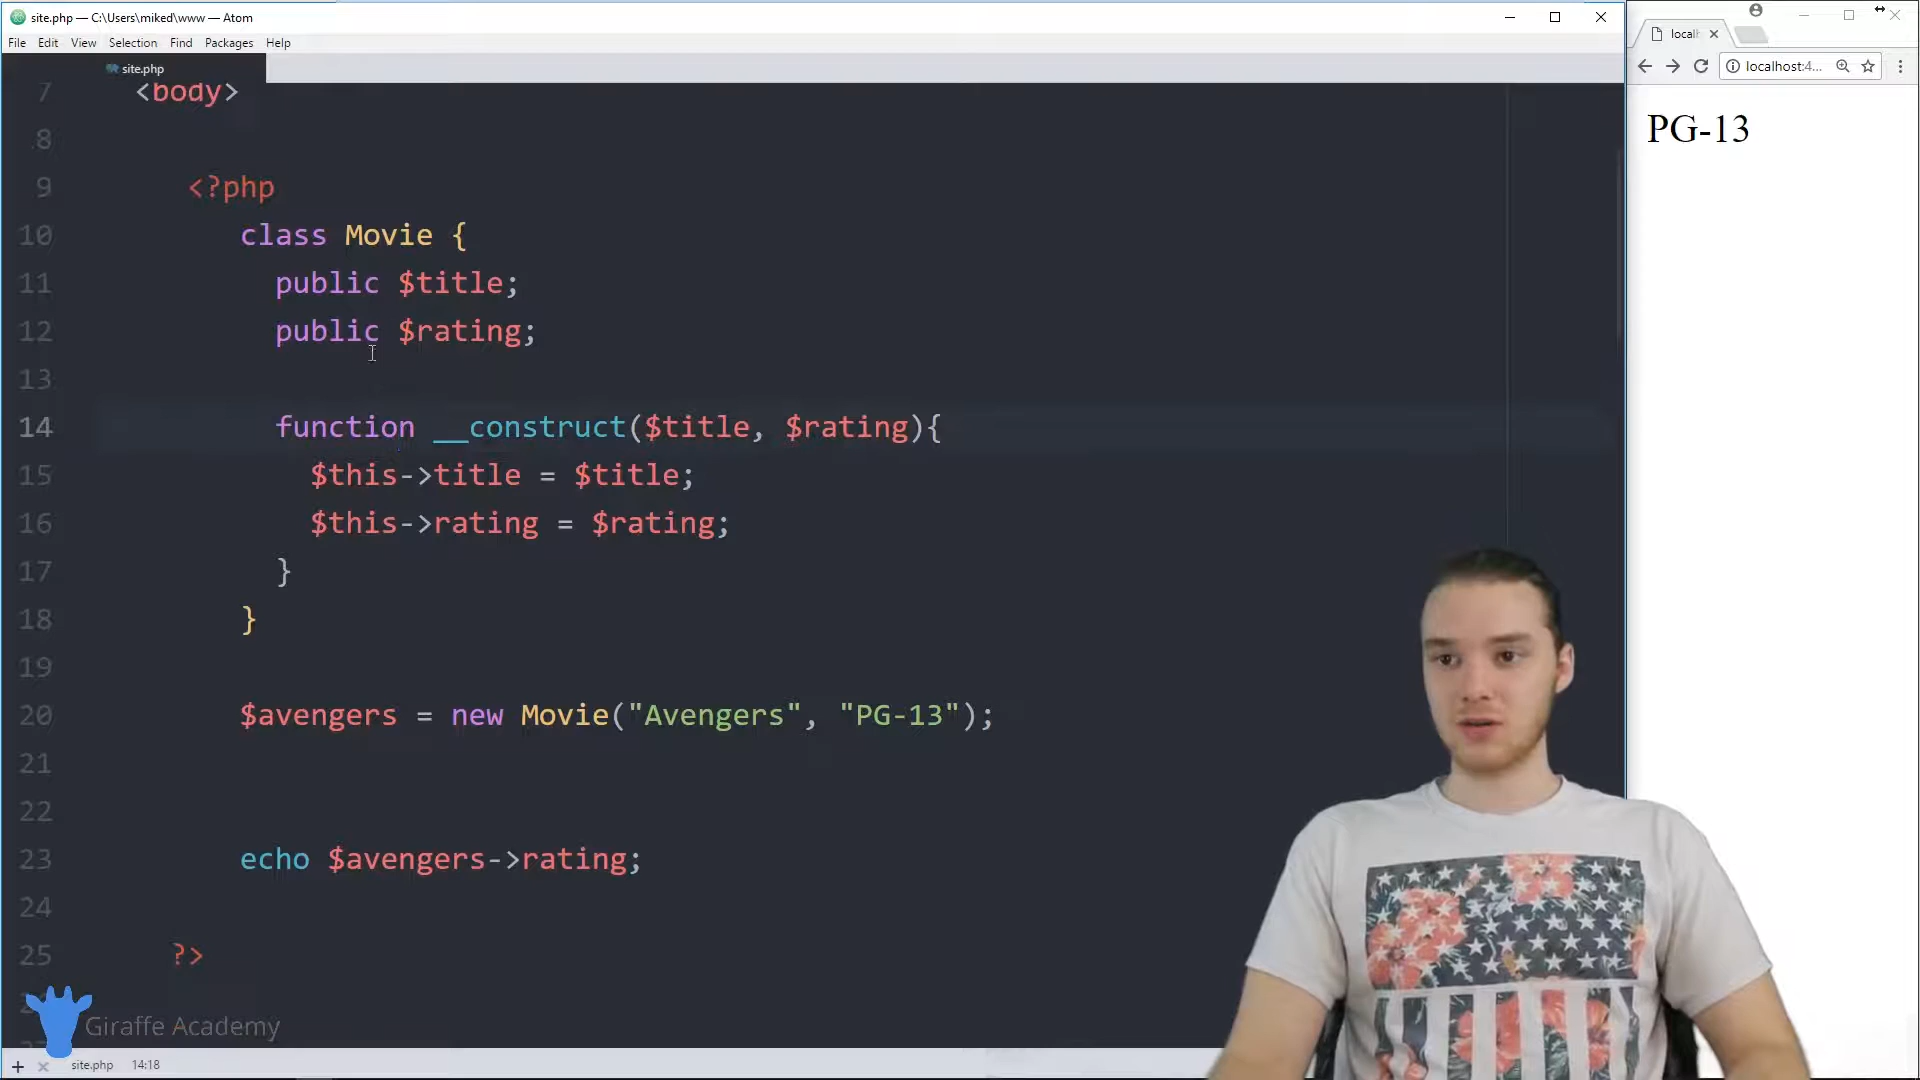 site.php — C:\Users\miked\www — Atom
File Edit View Selection Find Packages Help
site.php
7 <body>
8
9 <?php
10 class Movie {
11 public $title;
12 public $rating;
13
14 function __construct($title, $rating){
15 $this->title = $title;
16 $this->rating = $rating;
17 }
18 }
19
20 $avengers = new Movie("Avengers", "PG-13");
21
22
23 echo $avengers->rating;
24
25 ?>
Giraffe Academy
site.php 14:18
localh
localhost:4...
PG-13